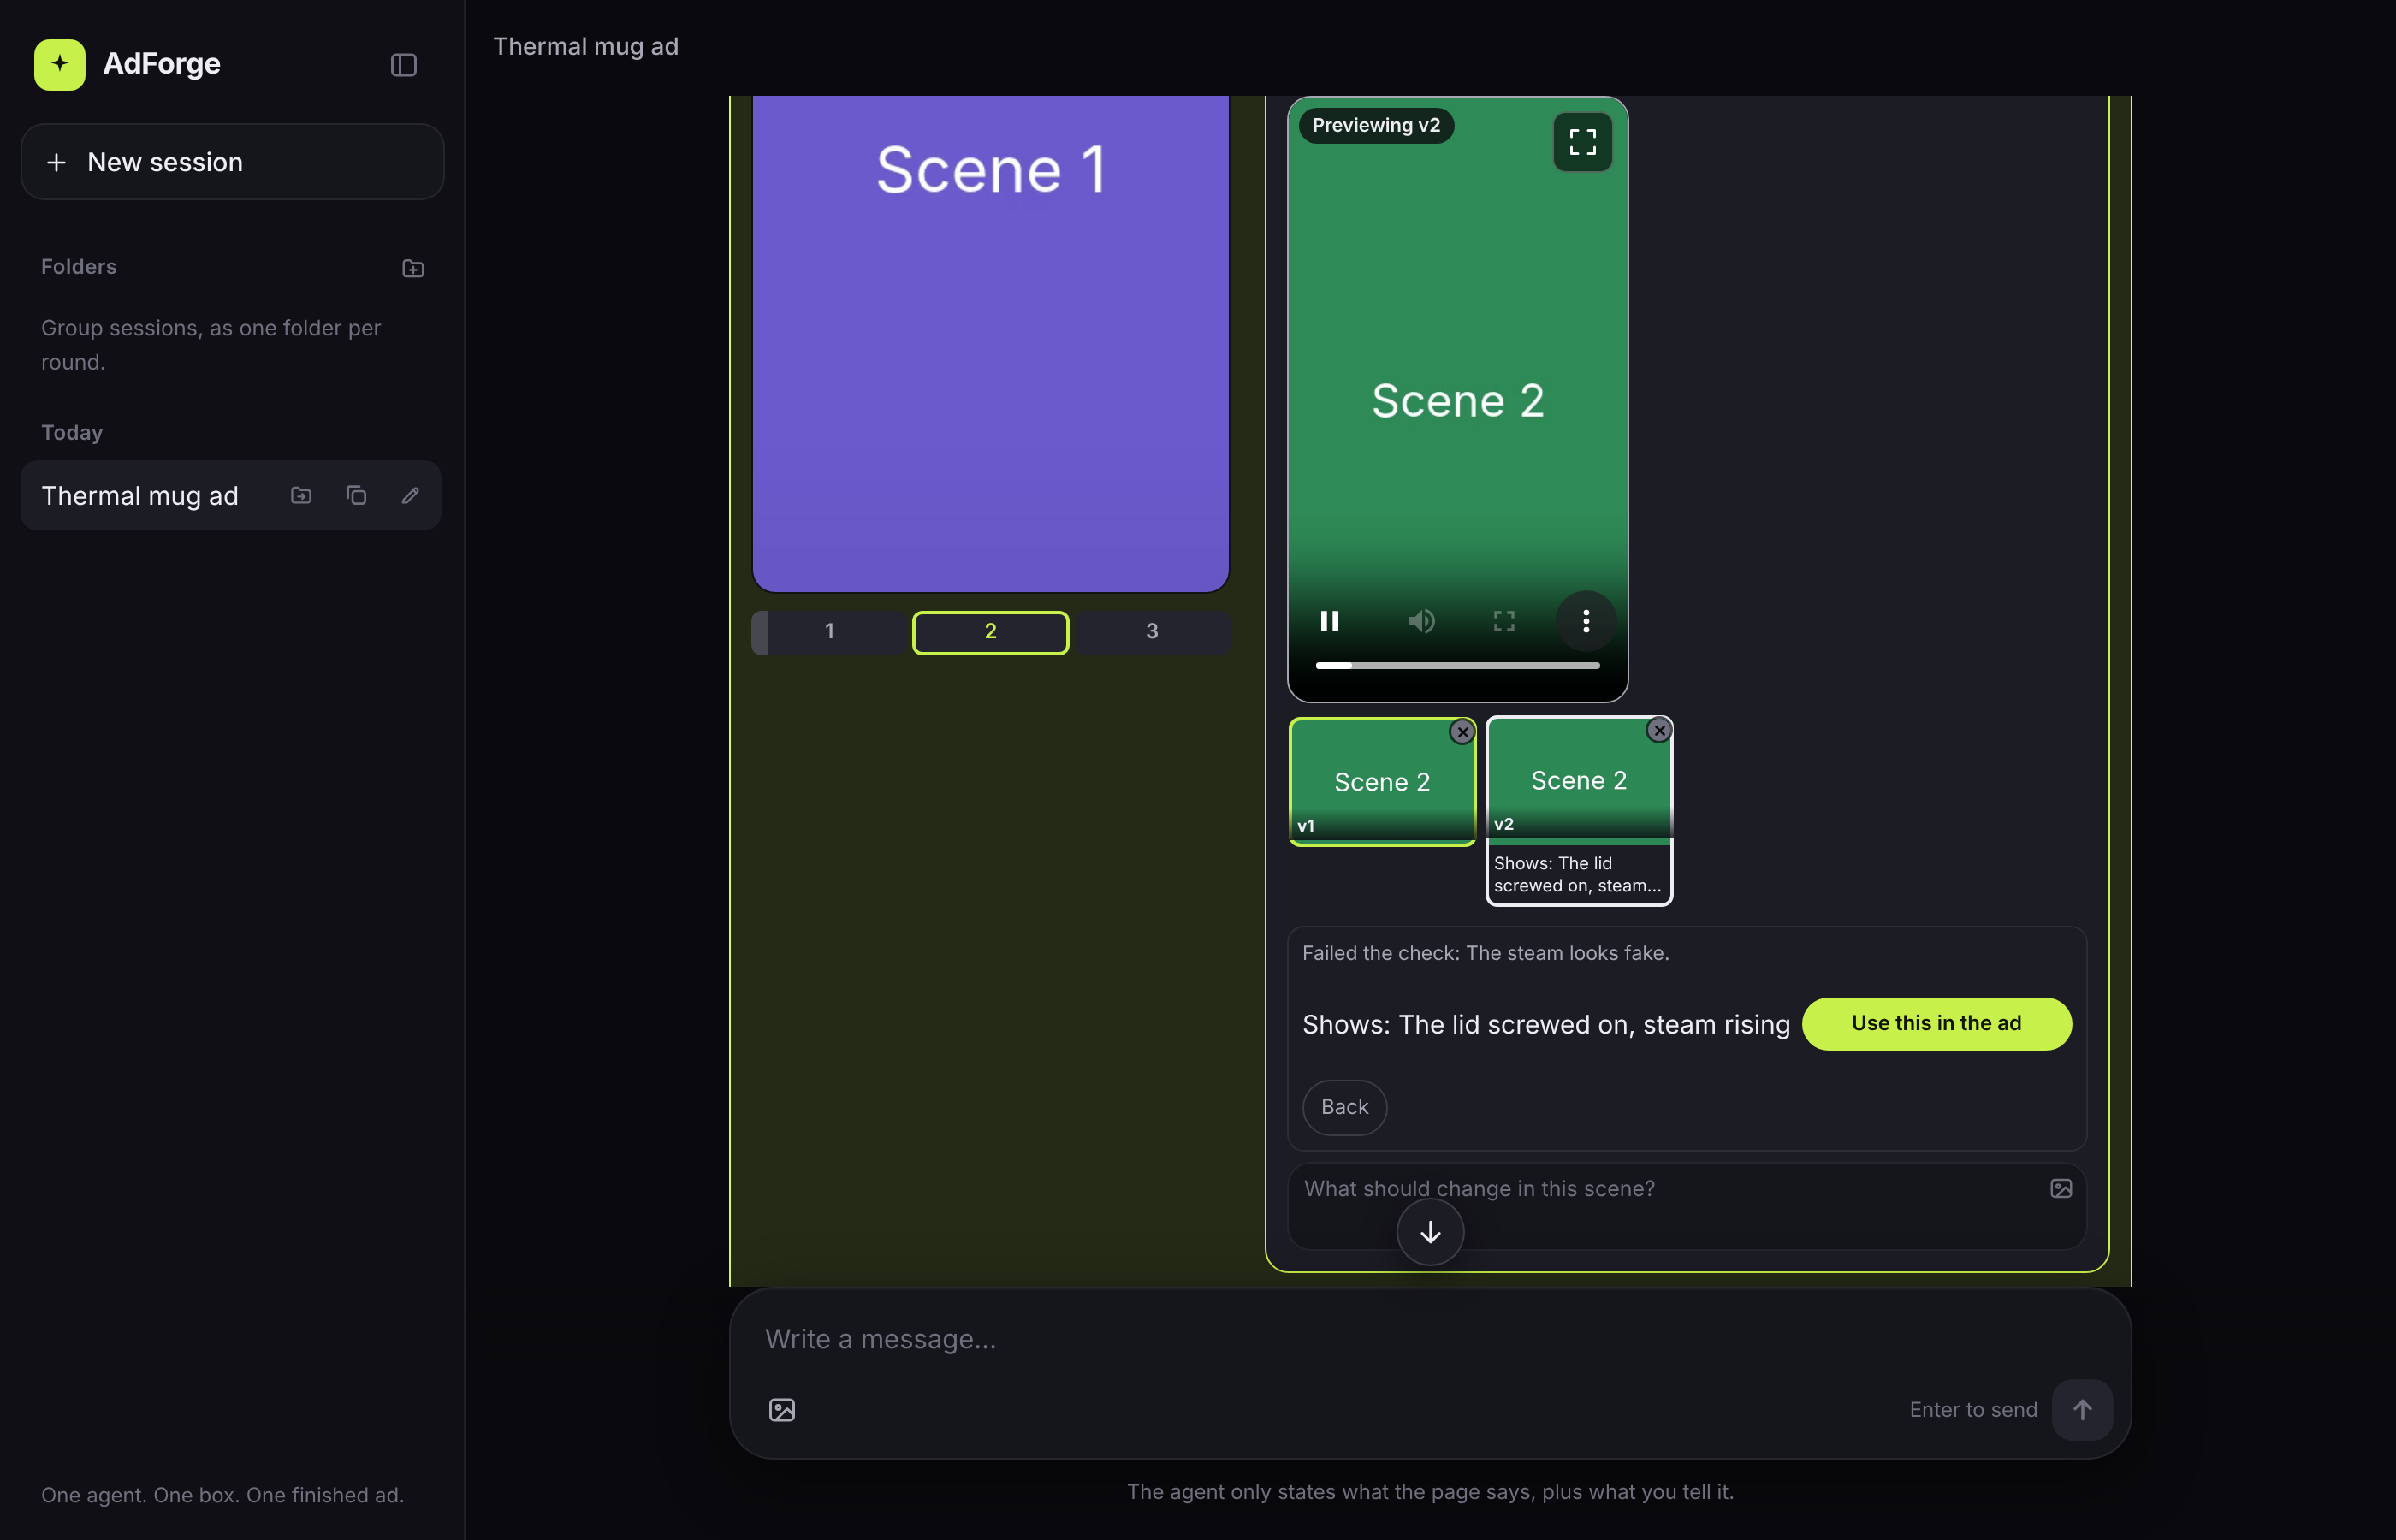 AdForge
New session
Folders
Group sessions, as one folder per
round.
Today
Thermal mug ad
One agent. One box. One finished ad.
Thermal mug ad
Scene 1
1
2
3
Previewing v2
Scene 2
Scene 2
v1
Scene 2
v2
Shows: The lid
screwed on, steam...
Failed the check: The steam looks fake.
Shows: The lid screwed on, steam rising
Use this in the ad
Back
What should change in this scene?
Write a message...
Enter to send
The agent only states what the page says, plus what you tell it.